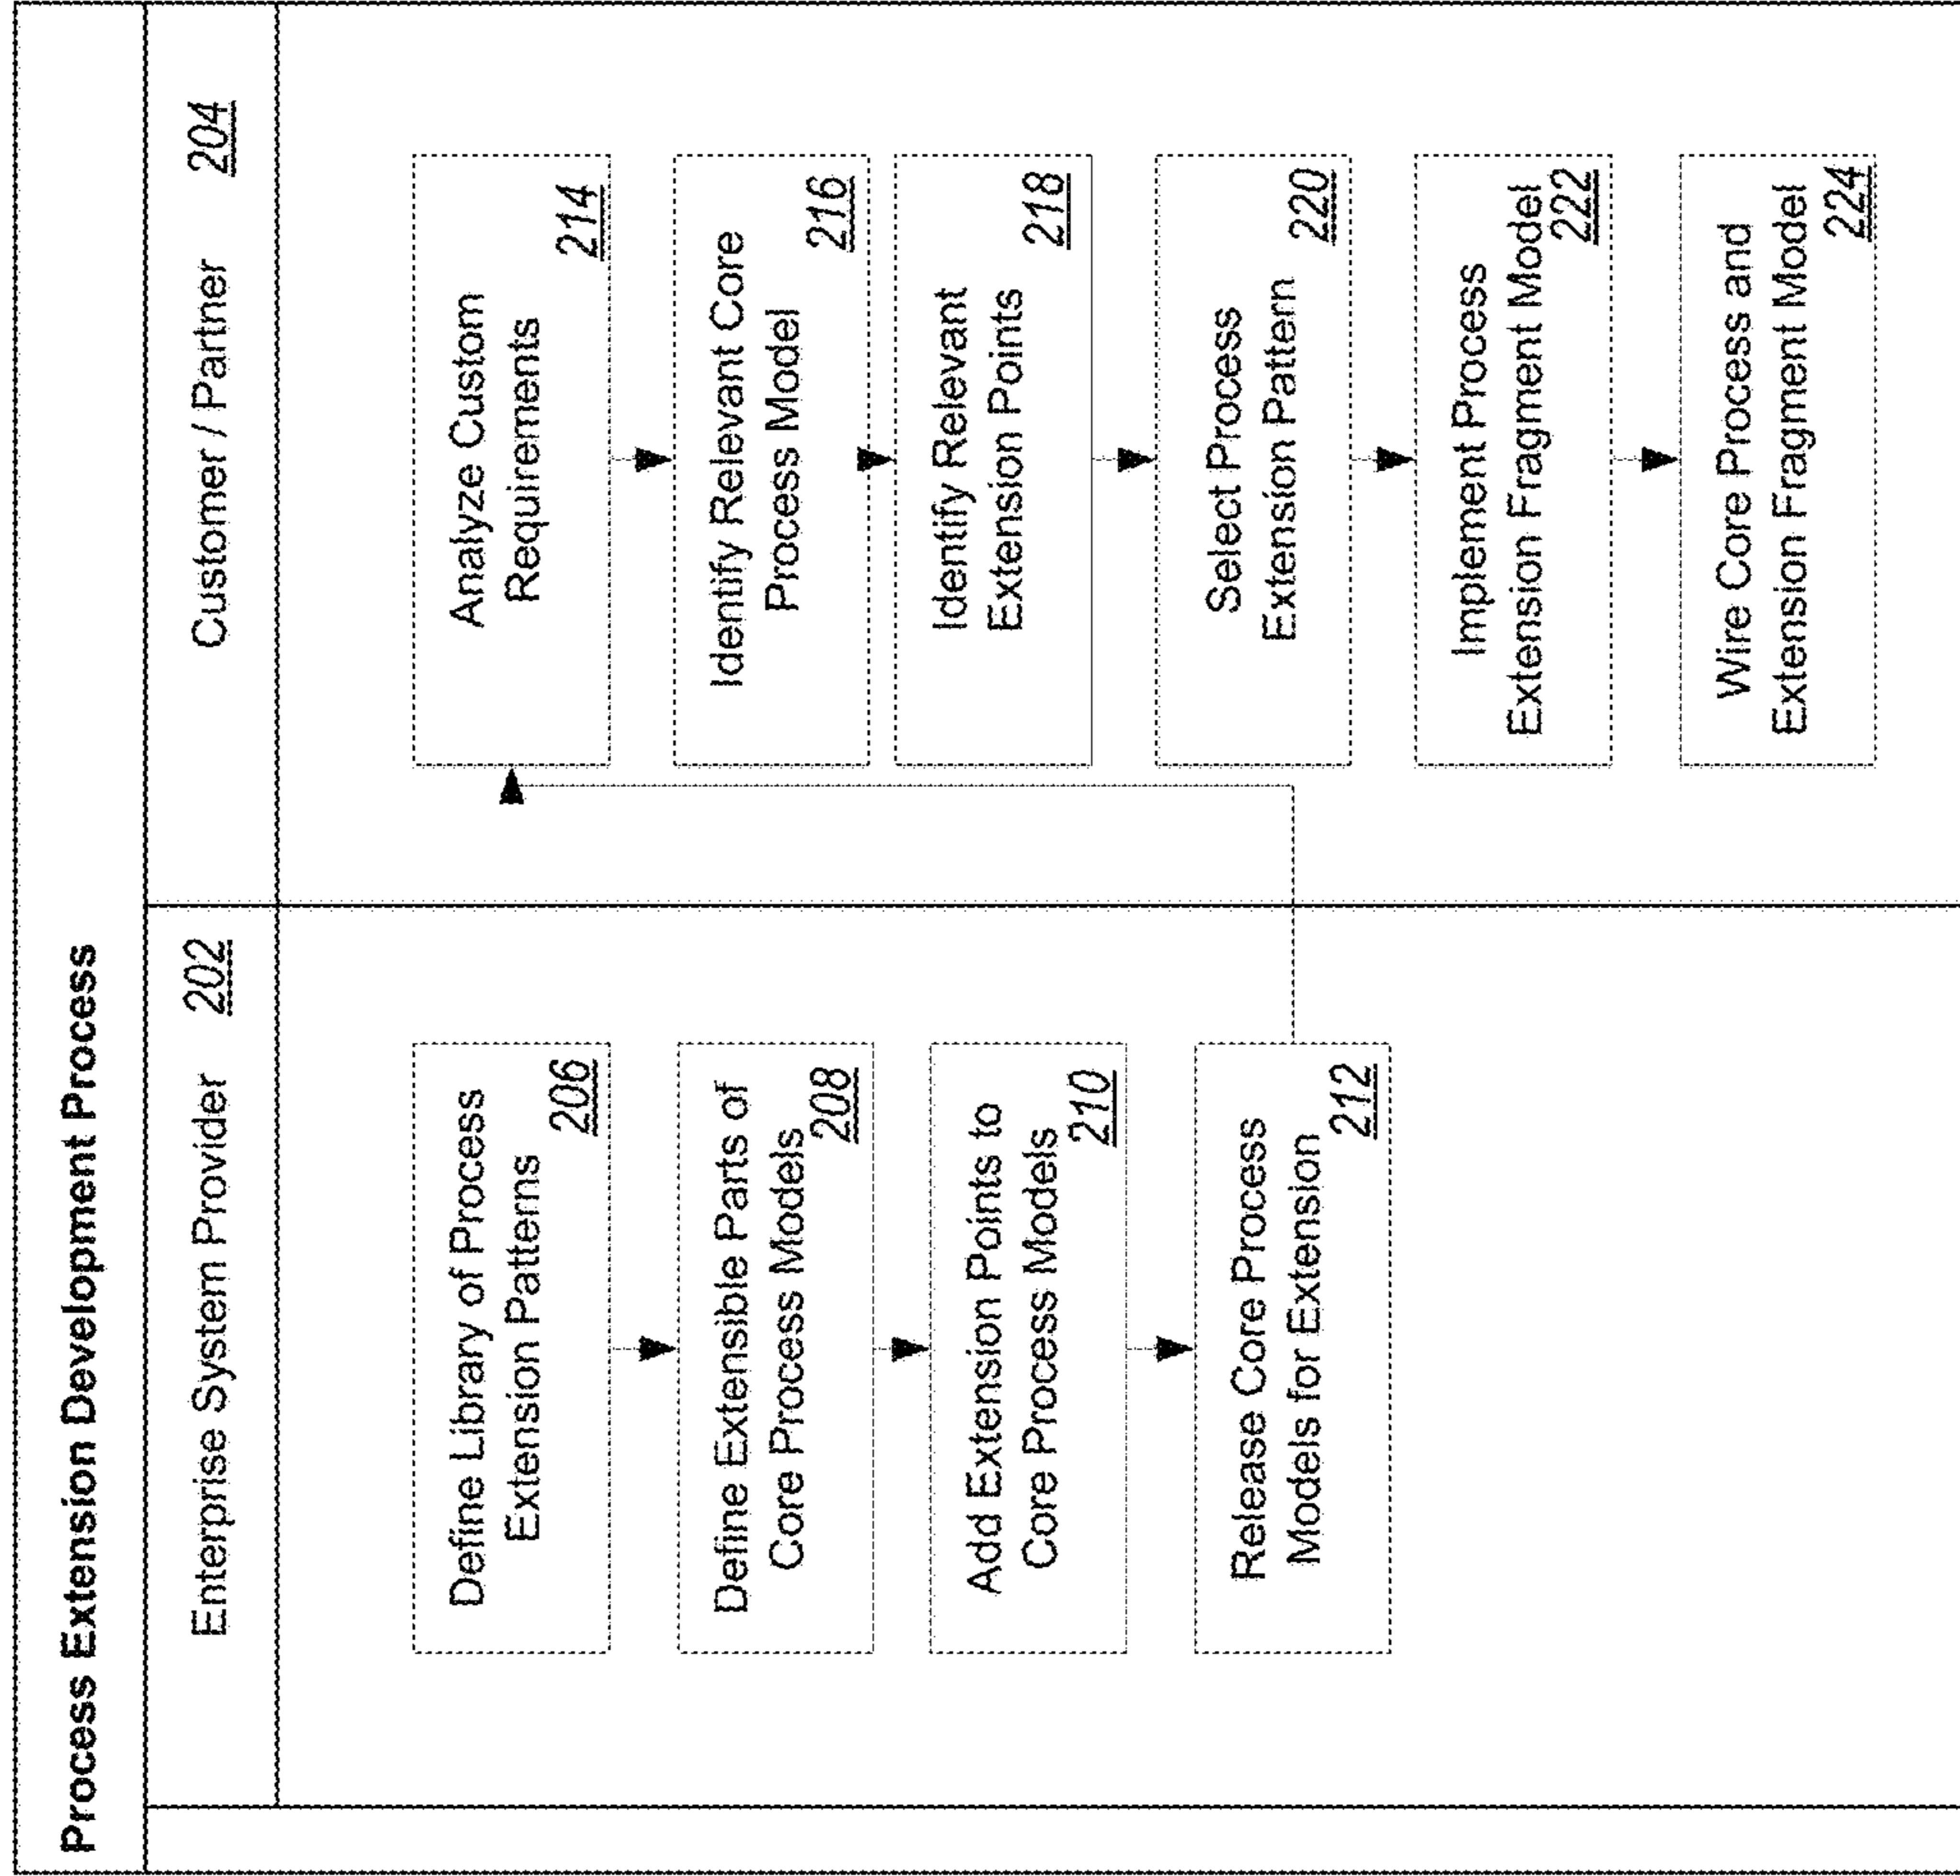 Process Extension Development Process
Enterprise System Provider 202
Customer / Partner 204
Define Library of Process
Extension Patterns
206
Define Extensible Parts of
Core Process Models
208
Add Extension Points to
Core Process Models
210
Release Core Process
Models for Extension
212
Analyze Custom
Requirements
214
Identify Relevant Core
Process Model
216
Identify Relevant
Extension Points
218
Select Process
Extension Pattern
220
Implement Process
Extension Fragment Model
222
Wire Core Process and
Extension Fragment Model
224